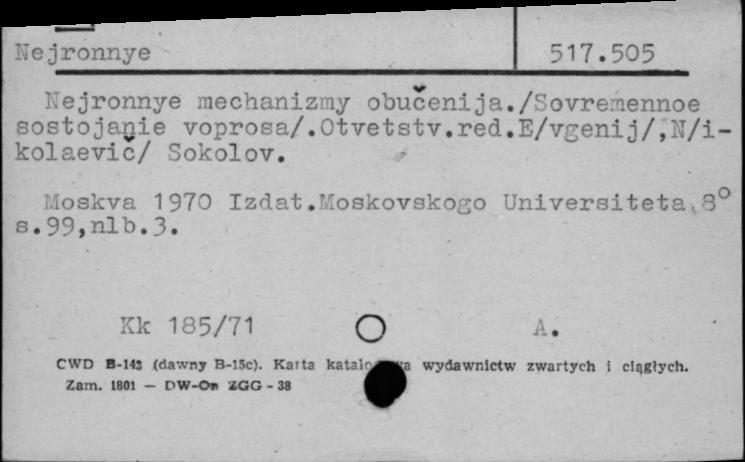 Nejronnye 517.505
Nejronnye mechanizmy obučenija./Sovremennoe
sostojanie voprosa/.Otvetstv.red.E/vgenij/,N/i-
kolaevič/ Sokolov.
Moskva 1970 Izdat.Moskovskogo Universiteta 8°
s.99,nlb.3.
Kk 185/71 A.
CWD B-143 (dawny B-15c). Karta wydawnictw zwartych i ciągłych.
Zam. 1801 — DW-On ZGG - 38